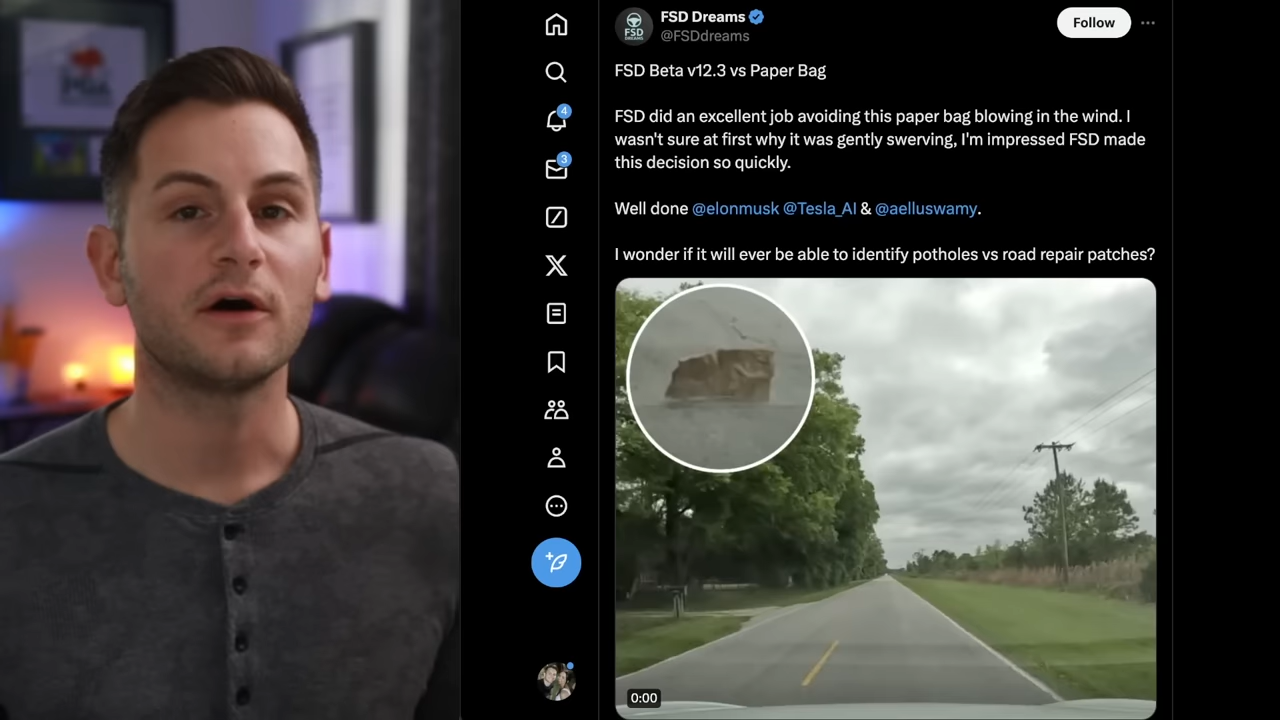 FSD Dreams
@FSDdreams
Follow
FSD
DREAMS
4
3
FSD Beta v12.3 vs Paper Bag
FSD did an excellent job avoiding this paper bag blowing in the wind. I
wasn't sure at first why it was gently swerving, I'm impressed FSD made
this decision so quickly.
Well done @elonmusk @Tesla_AI & @aelluswamy.
I wonder if it will ever be able to identify potholes vs road repair patches?
0:00